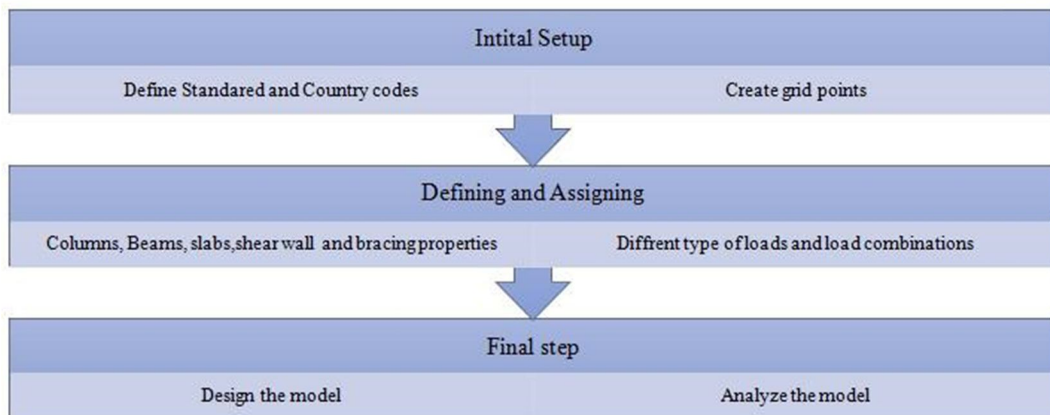 Intital Setup
Define Standared and Country codes
Create grid points
Defining and Assigning
Columns, Beams, slabs,shear wall and bracing properties
Diffrent type of loads and load combinations
Final step
Design the model
Analyze the model